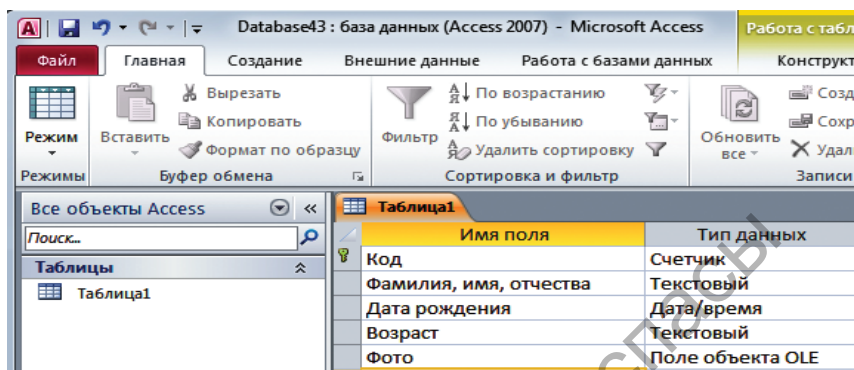 Database43 : база данных (Access 2007) - Microsoft Access Работа с табл
Файл Главная Создание Внешние данные Работа с базами данных Конструкт
Режим
Режимы
Вставить
Вырезать
Копировать
Формат по образцу
Буфер обмена
Фильтр
По возрастанию
По убыванию
Удалить сортировку
Сортировка и фильтр
Обновить все
Созд
Сохр
Удали
Записи
Все объекты Access
Поиск...
Таблицы
Таблица1
Таблица1
Имя поля Тип данных
Код Счетчик
Фамилия, имя, отчества Текстовый
Дата рождения Дата/время
Возраст Текстовый
Фото Поле объекта OLE
спасы